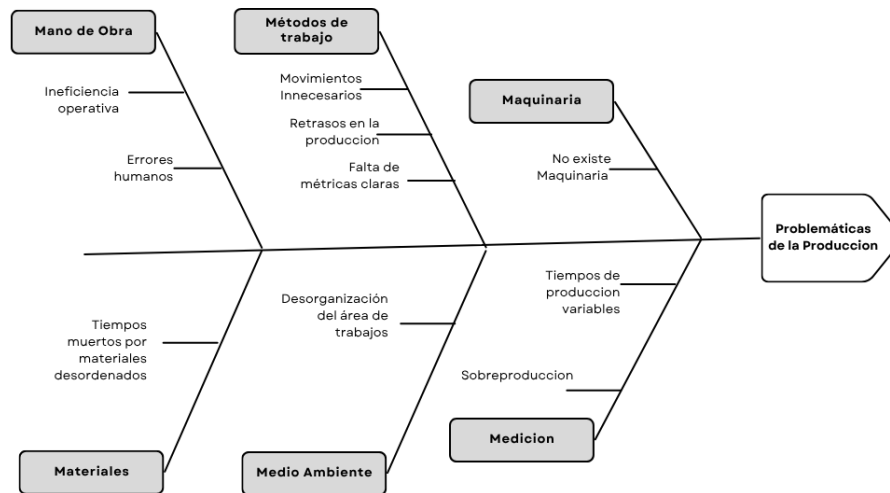 Mano de Obra
Métodos de
trabajo
Maquinaria
Ineficiencia
operativa
Errores
humanos
Movimientos
Innecesarios
Retrasos en la
produccion
Falta de
métricas claras
No existe
Maquinaria
Problemáticas
de la Produccion
Tiempos
muertos por
materiales
desordenados
Desorganización
del área de
trabajos
Tiempos de
produccion
variables
Sobreproduccion
Materiales
Medio Ambiente
Medicion